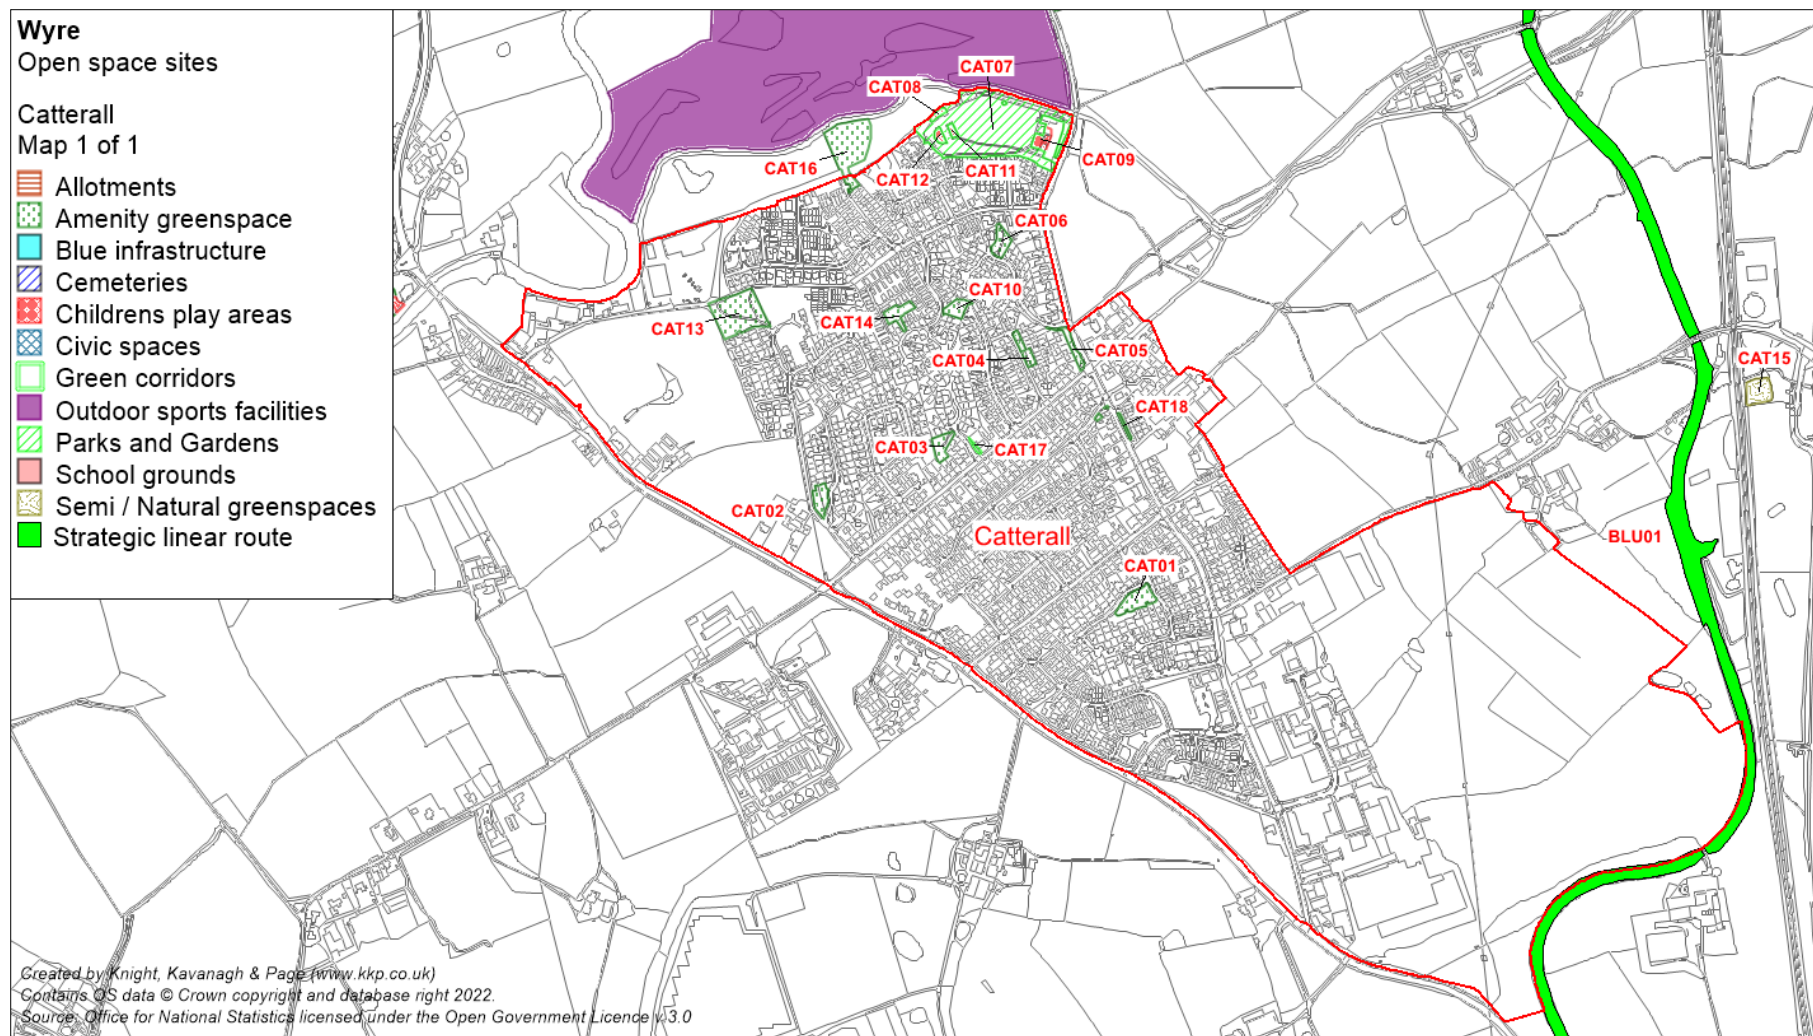 Wyre
Open space sites
Catterall
Map 1 of 1
Allotments
Amenity greenspace
Blue infrastructure
Cemeteries
Childrens play areas
Civic spaces
Green corridors
Outdoor sports facilities
Parks and Gardens
School grounds
Semi / Natural greenspaces
Strategic linear route
CAT07
CAT08
CAT09
CAT16
CAT12
CAT11
CAT06
CAT10
CAT13
CAT14
CAT04
CAT05
CAT15
CAT18
CAT03
CAT17
CAT02
Catterall
BLU01
CAT01
Created by Knight, Kavanagh & Page (www.kkp.co.uk)
Contains OS data © Crown copyright and database right 2022.
Source: Office for National Statistics licensed under the Open Government Licence v.3.0